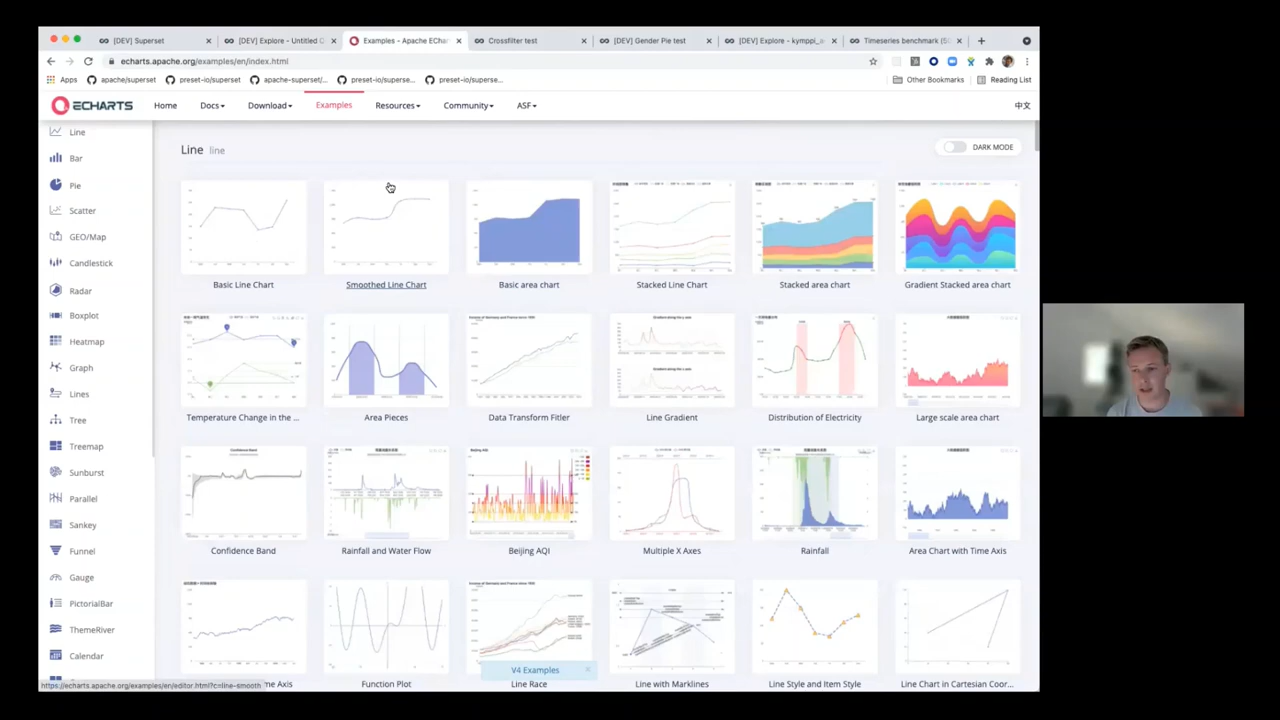 [DEV] Superset
[DEV] Explore - Untitled Q
Examples - Apache EChar
Crossfilter test
[DEV] Gender Pie test
[DEV] Explore - kymppi_
Timeseries benchmark (5
echarts.apache.org/examples/en/index.html
Apps
apache/superset
preset-io/superse...
apache-superset/...
preset-io/superse...
preset-io/superse...
Other Bookmarks
Reading List
ECHARTS
Home
Docs
Download
Examples
Resources
Community
ASF
中文
Line
Bar
Pie
Scatter
GEO/Map
Candlestick
Radar
Boxplot
Heatmap
Graph
Lines
Tree
Treemap
Sunburst
Parallel
Sankey
Funnel
Gauge
PictorialBar
ThemeRiver
Calendar
Line line
DARK MODE
Basic Line Chart
Smoothed Line Chart
Basic area chart
Stacked Line Chart
Stacked area chart
Gradient Stacked area chart
Temperature Change in the ...
Area Pieces
Data Transform Fitler
Line Gradient
Distribution of Electricity
Large scale area chart
Confidence Band
Rainfall and Water Flow
Beijing AQI
Multiple X Axes
Rainfall
Area Chart with Time Axis
me Axis
Function Plot
Line Race
Line with Marklines
Line Style and Item Style
Line Chart in Cartesian Coor...
V4 Examples
https://echarts.apache.org/examples/en/editor.html?c=line-smooth